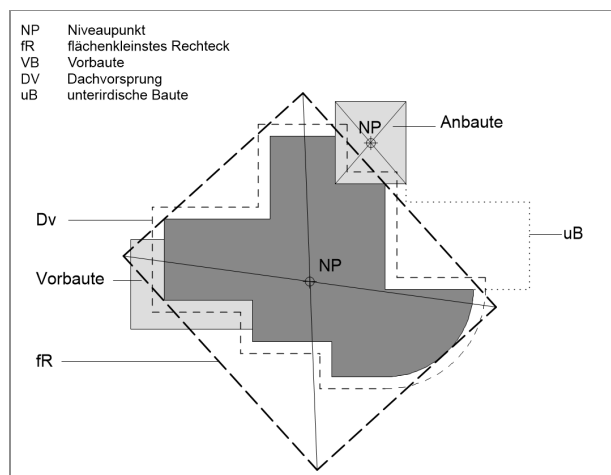 NP Niveaupunkt
fR flächenkleinstes Rechteck
VB Vorbaute
DV Dachvorsprung
uB unterirdische Baute
NP
Anbaute
Dv
uB
NP
Vorbaute
fR